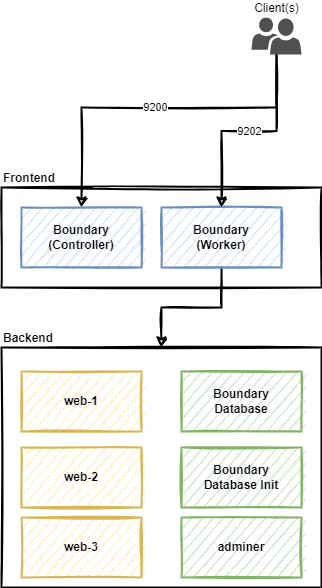 Client(s)
9200
9202
Frontend
Boundary
(Controller)
Boundary
(Worker)
Backend
web-1
Boundary
Database
web-2
Boundary
Database Init
web-3
adminer